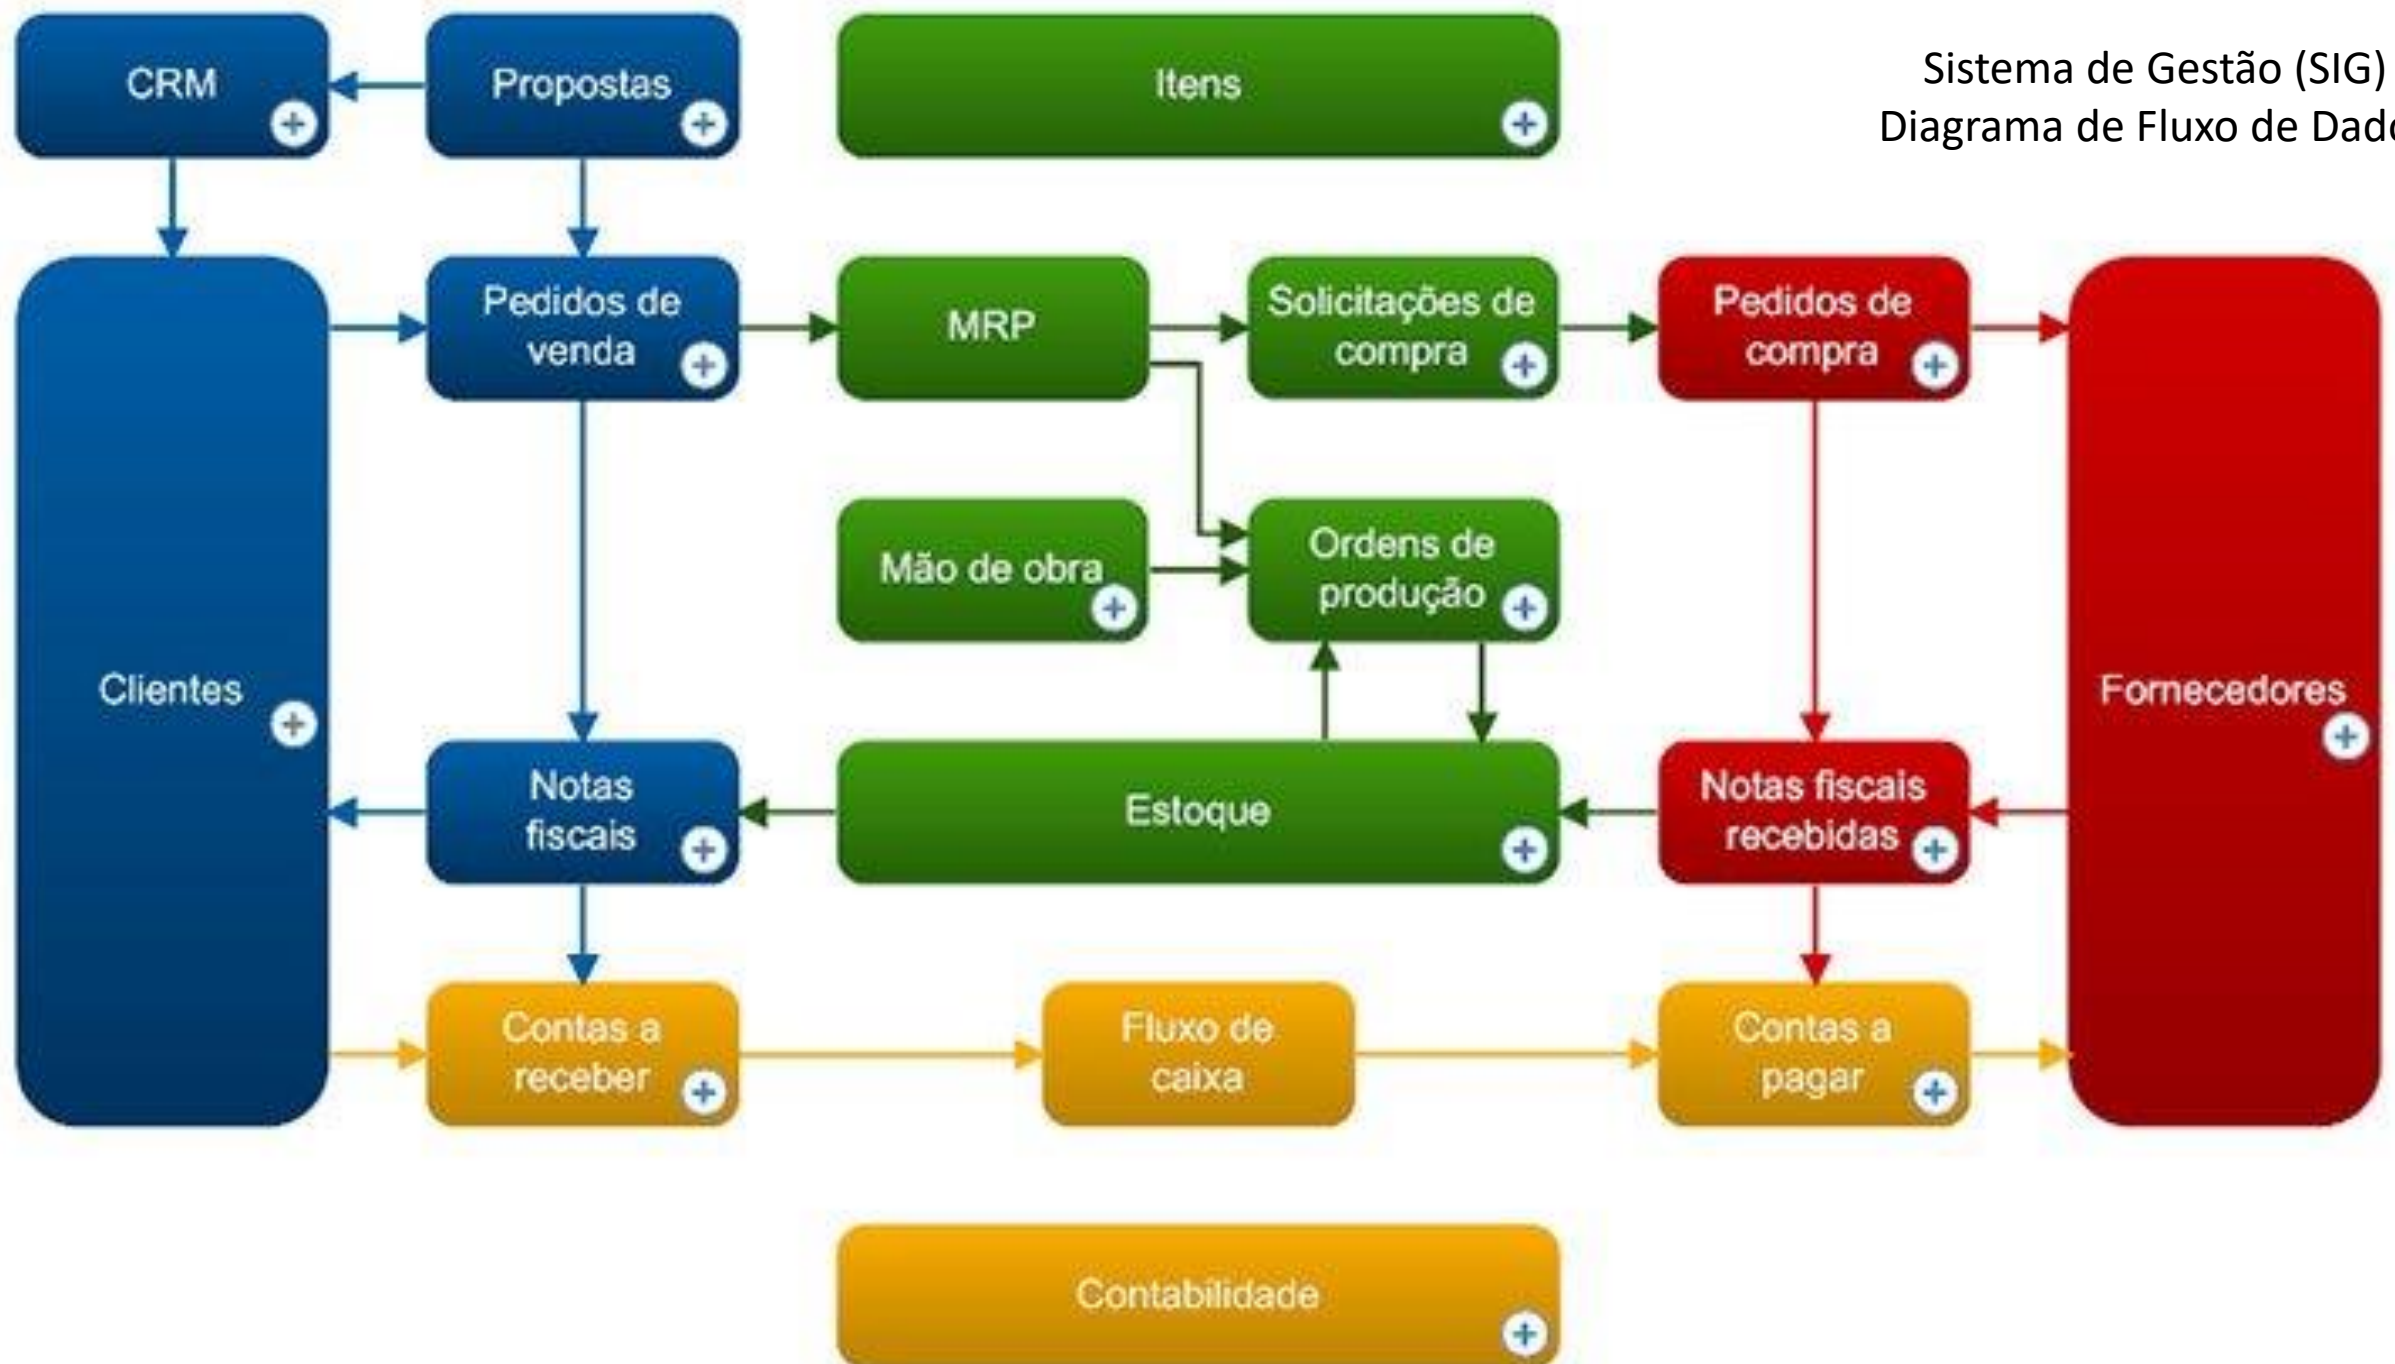 CRM
Propostas
Itens
Sistema de Gestão (SIG)
Diagrama de Fluxo de
Clientes
Pedidos de
venda
MRP
Solicitações de
compra
Pedidos de
compra
Fornecedores
Mão de obra
Ordens de
produção
Notas
fiscais
Estoque
Notas fiscais
recebidas
Contas a
receber
Fluxo de
caixa
Contas a
pagar
Contabilidade